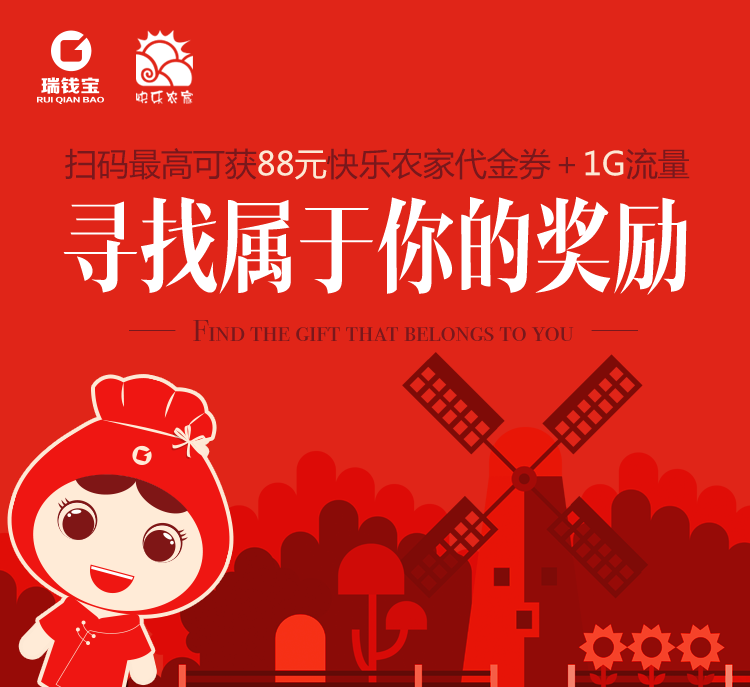 瑞钱宝
RUI QIAN BAO
快乐农家
扫码最高可获88元快乐农家代金券+1G流量
寻找属于你的奖励
FIND THE GIFT THAT BELONGS TO YOU